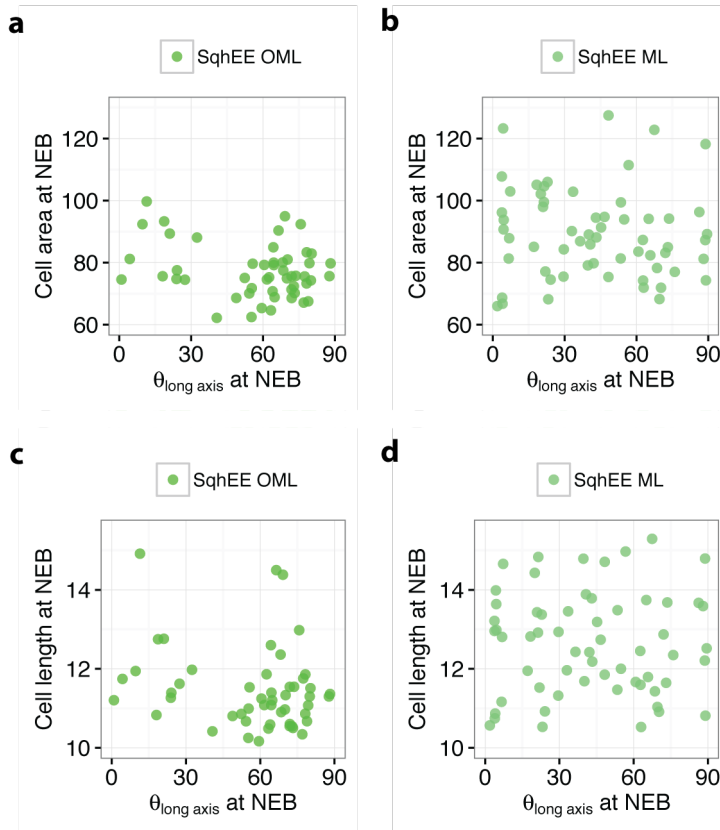 a
SqhEE OML
Cell area at NEB
120
100
80
60
0 30 60 90
θlong axis at NEB
b
SqhEE ML
Cell area at NEB
120
100
80
60
0 30 60 90
θlong axis at NEB
c
SqhEE OML
Cell length at NEB
14
12
10
0 30 60 90
θlong axis at NEB
d
SqhEE ML
Cell length at NEB
14
12
10
0 30 60 90
θlong axis at NEB